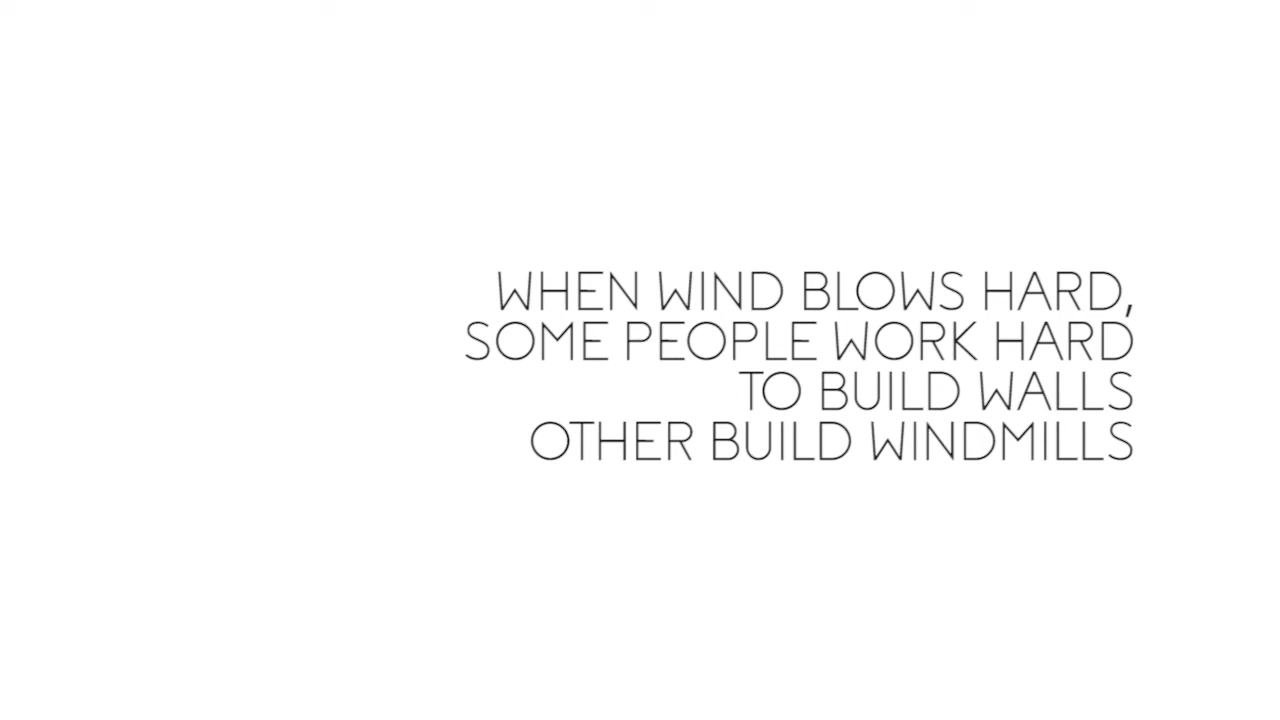 WHEN WIND BLOWS HARD,
SOME PEOPLE WORK HARD
TO BUILD WALLS
OTHER BUILD WINDMILLS